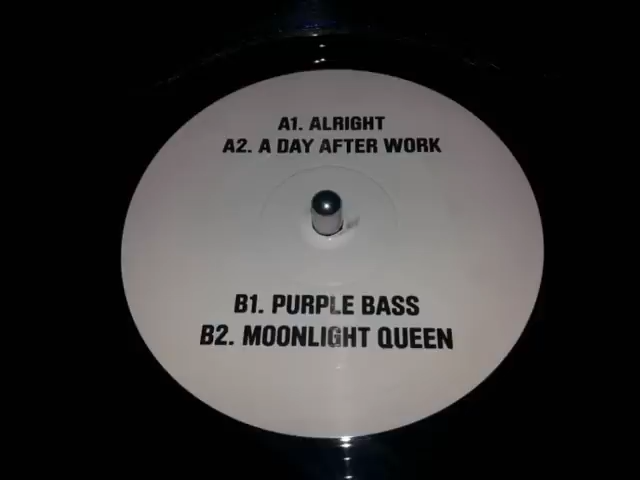 A1. ALRIGHT
A2. A DAY AFTER WORK
B1. PURPLE BASS
B2. MOONLIGHT QUEEN